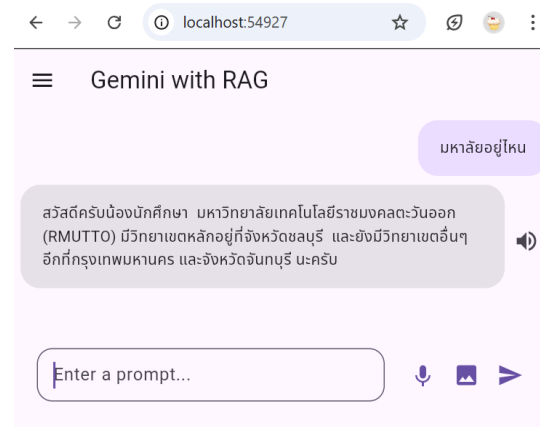 localhost:54927
Gemini with RAG
มหาลัยอยู่ไหน
สวัสดีครับน้องนักศึกษา มหาวิทยาลัยเทคโนโลยีราชมงคลตะวันออก
(RMUTTO) มีวิทยาเขตหลักอยู่ที่จังหวัดชลบุรี และยังมีวิทยาเขตอื่นๆ
อีกที่กรุงเทพมหานคร และจังหวัดจันทบุรี นะครับ
Enter a prompt...